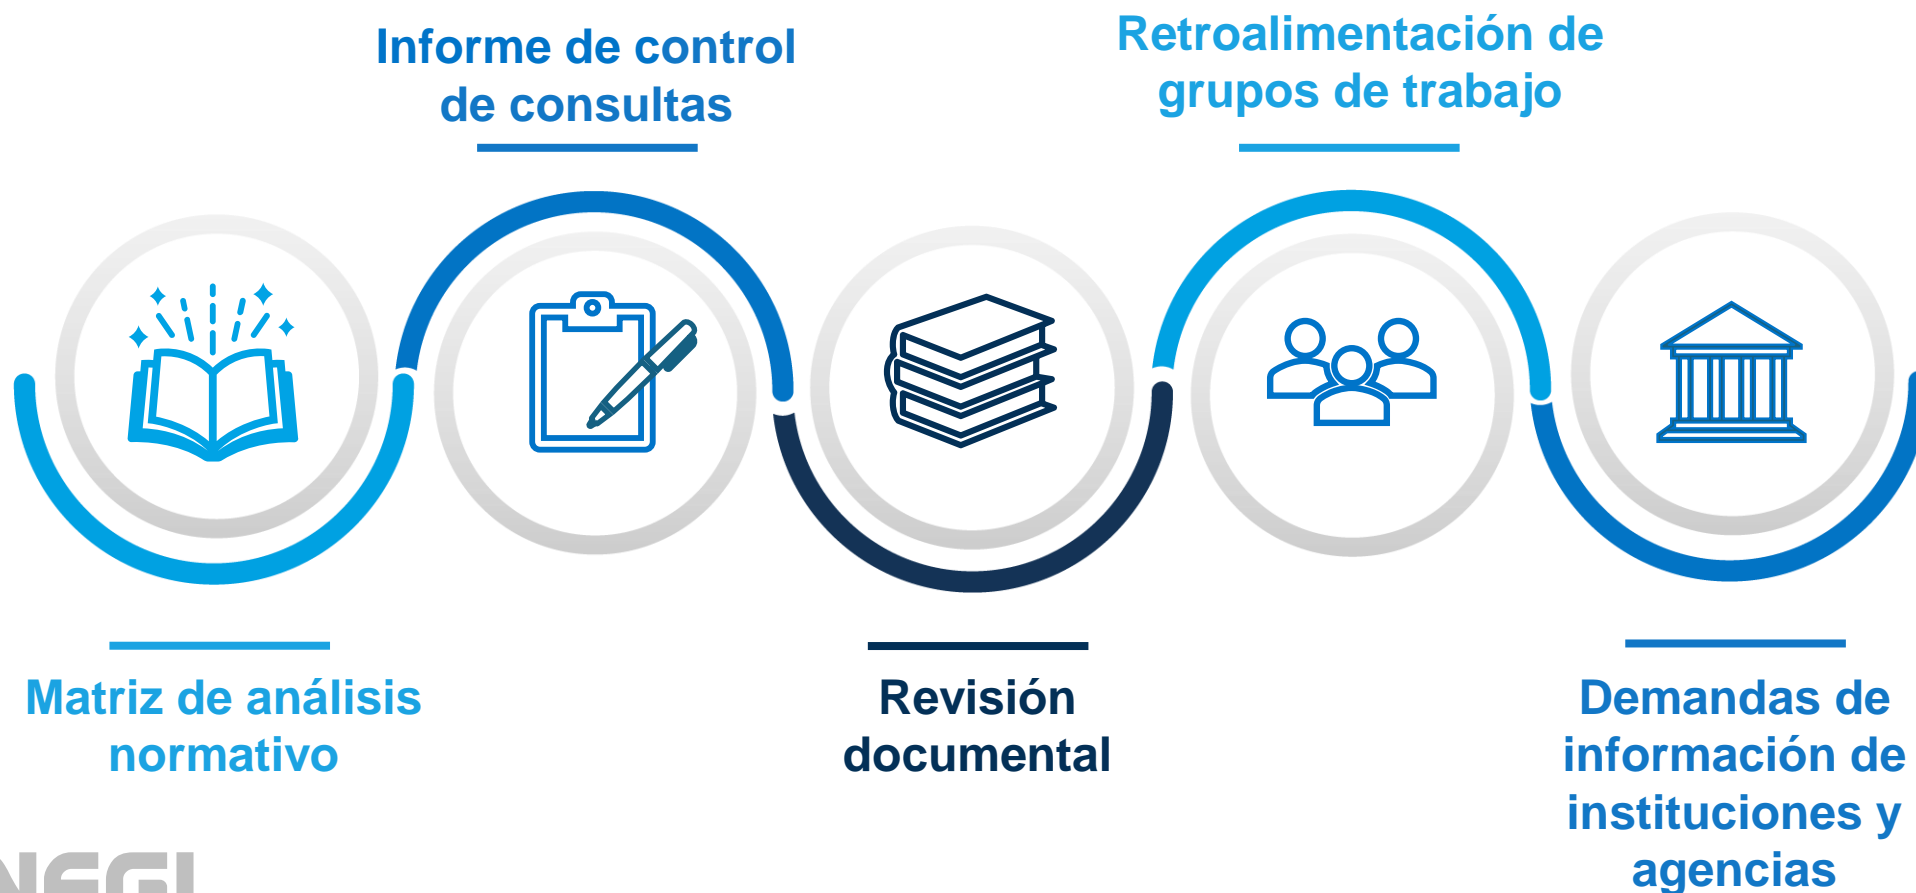 Informe de control
de consultas
Retroalimentación de
grupos de trabajo
Matriz de análisis
normativo
Revisión
documental
Demandas de
información de
instituciones y
agencias